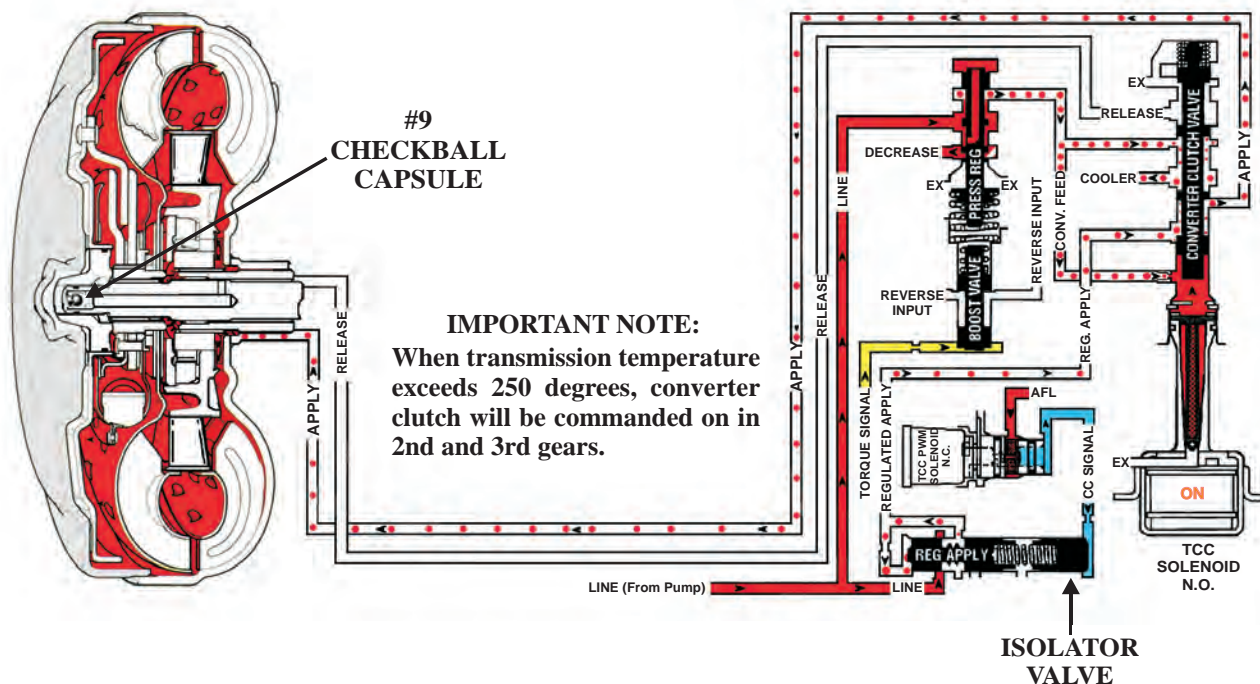 #9
CHECKBALL
CAPSULE
IMPORTANT NOTE:
When transmission temperature
exceeds 250 degrees, converter
clutch will be commanded on in
2nd and 3rd gears.
RELEASE
APPLY
APPLY
RELEASE
LINE
LINE (From Pump)
LINE
DECREASE
EX
EX
PRESS REG
BOOST VALVE
REVERSE
INPUT
REVERSE INPUT
CONV. FEED
TORQUE SIGNAL
REGULATED APPLY
REG. APPLY
EX
RELEASE
COOLER
CONVERTER CLUTCH VALVE
APPLY
AFL
TCC PWM
SOLENOID
N.C.
CC SIGNAL
REG APPLY
EX
ON
TCC
SOLENOID
N.O.
ISOLATOR
VALVE